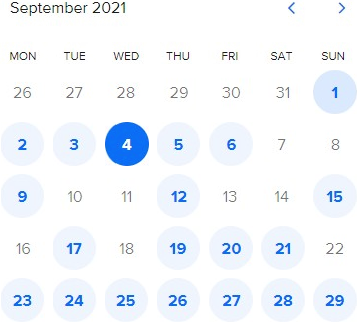 September 2021
MON TUE WED THU FRI SAT SUN
26 27 28 29 30 31 1
2 3 4 5 6 7 8
9 10 11 12 13 14 15
16 17 18 19 20 21 22
23 24 25 26 27 28 29